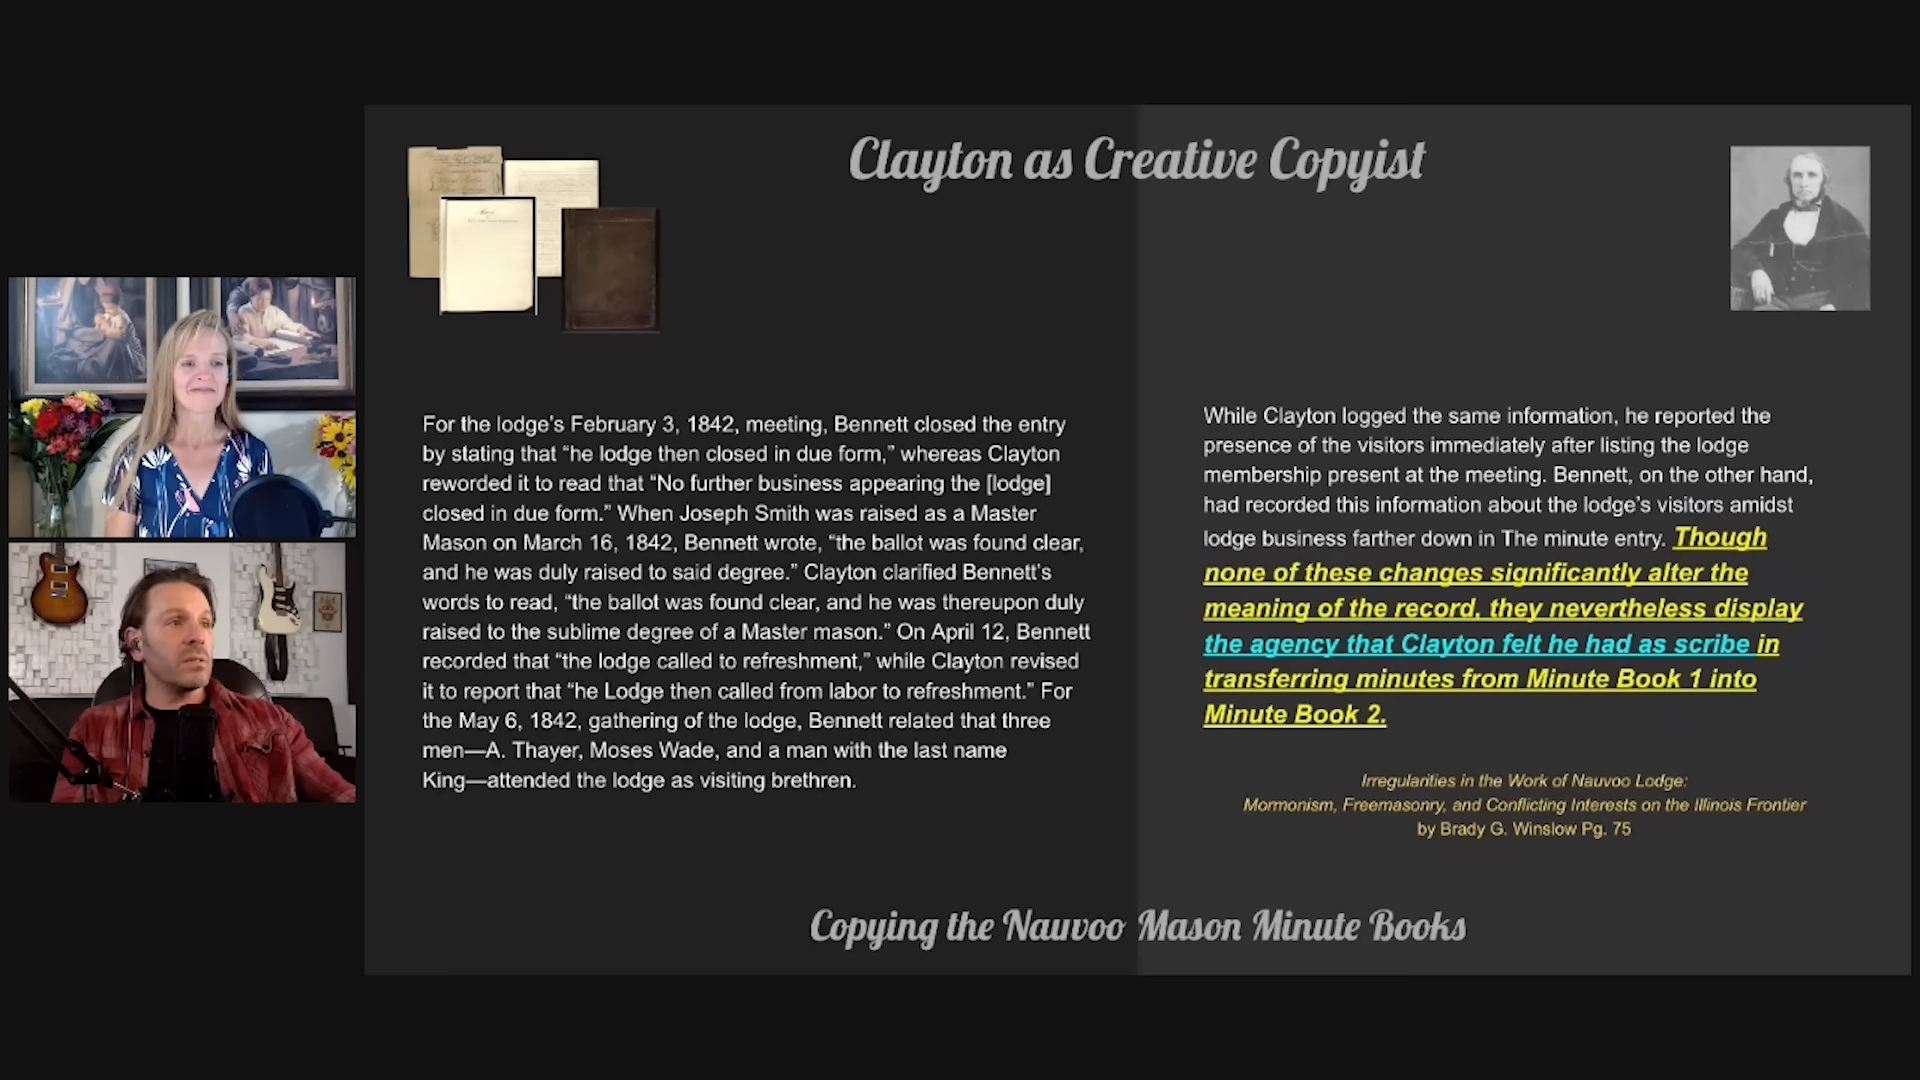 Clayton as Creative Copyist
For the lodge's February 3, 1842, meeting, Bennett closed the entry
by stating that “he lodge then closed in due form,” whereas Clayton
reworded it to read that “No further business appearing the [lodge]
closed in due form.” When Joseph Smith was raised as a Master
Mason on March 16, 1842, Bennett wrote, “the ballot was found clear,
and he was duly raised to said degree.” Clayton clarified Bennett's
words to read, “the ballot was found clear, and he was thereupon duly
raised to the sublime degree of a Master mason.” On April 12, Bennett
recorded that “the lodge called to refreshment,” while Clayton revised
it to report that “he Lodge then called from labor to refreshment.” For
the May 6, 1842, gathering of the lodge, Bennett related that three
men—A. Thayer, Moses Wade, and a man with the last name
King—attended the lodge as visiting brethren.
While Clayton logged the same information, he reported the
presence of the visitors immediately after listing the lodge
membership present at the meeting. Bennett, on the other hand,
had recorded this information about the lodge's visitors amidst
lodge business farther down in The minute entry. Though
none of these changes significantly alter the
meaning of the record, they nevertheless display
the agency that Clayton felt he had as scribe in
transferring minutes from Minute Book 1 into
Minute Book 2.
Irregularities in the Work of Nauvoo Lodge:
Mormonism, Freemasonry, and Conflicting Interests on the Illinois Frontier
by Brady G. Winslow Pg. 75
Copying the Nauvoo Mason Minute Books